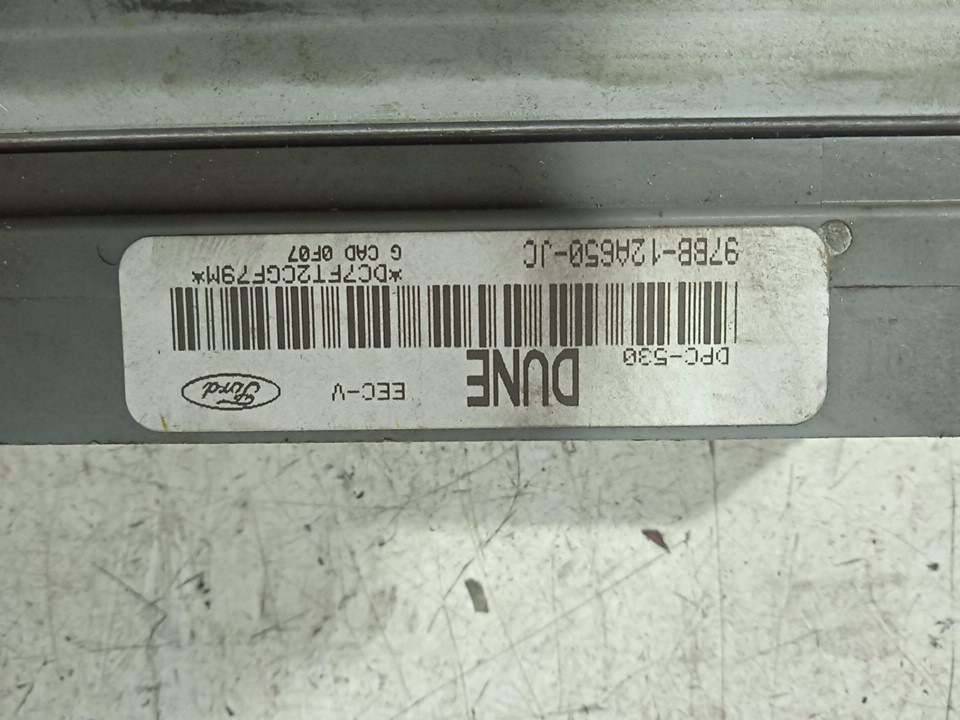 DPC-530 DUNE EEC-V Ford
97BB-12A650-JC *DC7FT2CGF79M*
G CAD 0F07